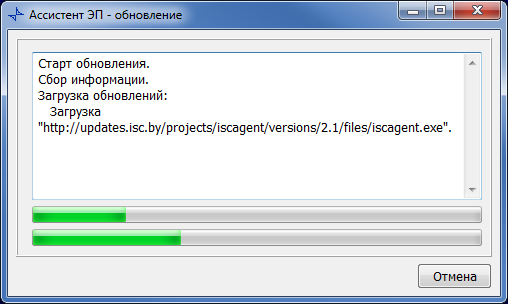 Ассистент ЭП - обновление
Старт обновления.
Сбор информации.
Загрузка обновлений:
Загрузка
"http://updates.isc.by/projects/iscagent/versions/2.1/files/iscagent.exe".
Отмена